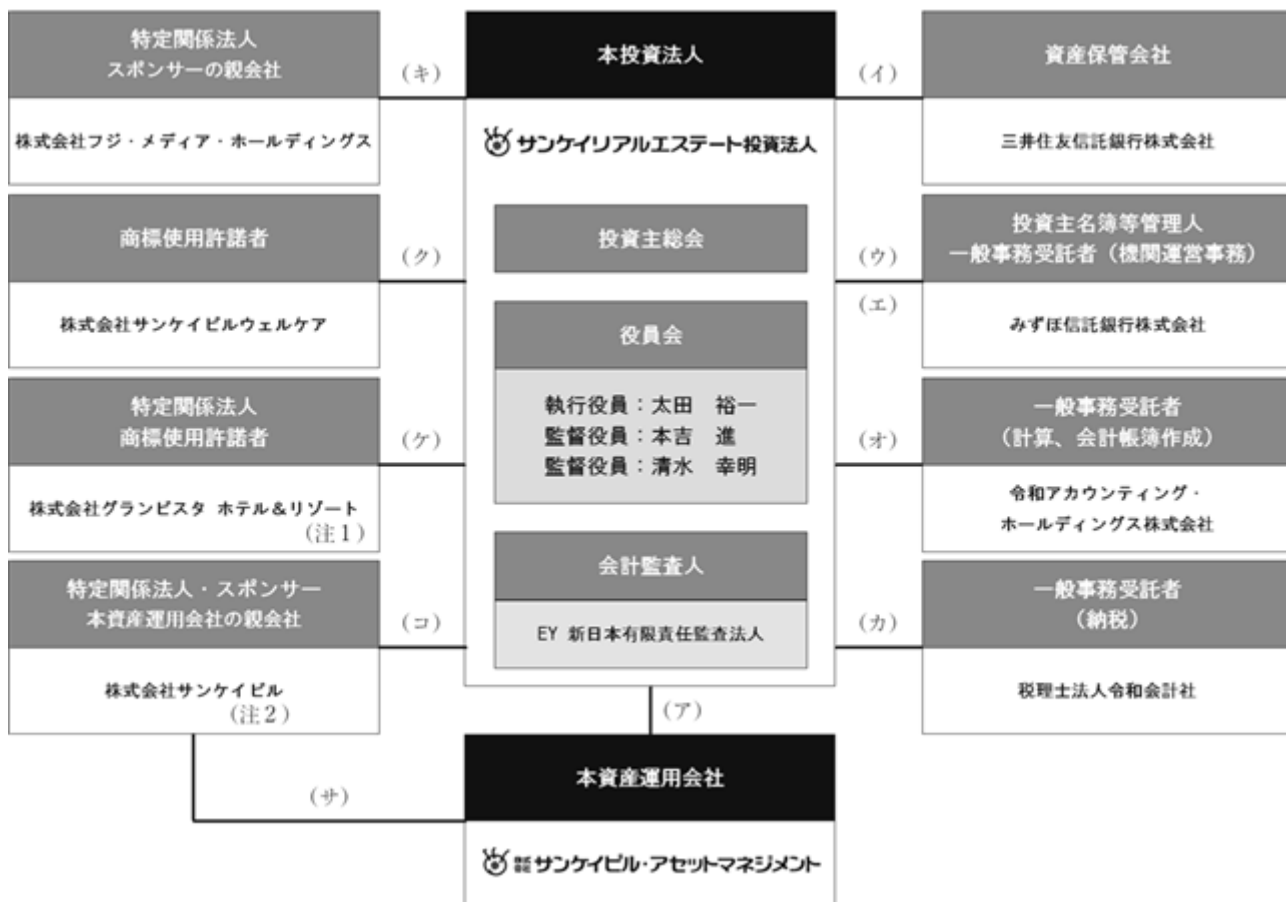 特定関係法人
スポンサーの親会社
株式会社フジ・メディア・ホールディングス
(キ)
商標使用許諾者
株式会社サンケイビルウェルケア
(ク)
特定関係法人
商標使用許諾者
株式会社グランビスタ ホテル&リゾート
(注1)
(ケ)
特定関係法人・スポンサー
本資産運用会社の親会社
株式会社サンケイビル
(注2)
(コ)
(サ)
本投資法人
サンケイリアルエステート投資法人
投資主総会
役員会
執行役員:太田 裕一
監督役員:本吉 進
監督役員:清水 幸明
会計監査人
EY 新日本有限責任監査法人
(ア)
本資産運用会社
株式会社サンケイビル・アセットマネジメント
(イ)
資産保管会社
三井住友信託銀行株式会社
(ウ)
(エ)
投資主名簿等管理人
一般事務受託者(機関運営事務)
みずほ信託銀行株式会社
(オ)
一般事務受託者
(計算、会計帳簿作成)
令和アカウンティング・
ホールディングス株式会社
(カ)
一般事務受託者
(納税)
税理士法人令和会計社